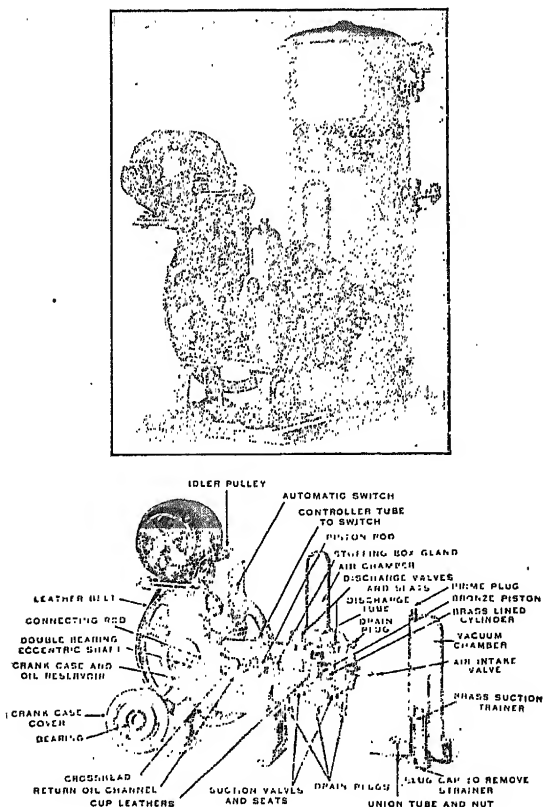 IDLER PULLEY
AUTOMATIC SWITCH
CONTROLLER TUBE
TO SWITCH
PISTON ROD
STUFFING BOX GLAND
AIR CHAMBER
DISCHARGE VALVES
AND SEATS
DISCHARGE
TUBE
DRAIN
PLUG
PRIME PLUG
BRONZE PISTON
BRASS LINED
CYLINDER
VACUUM
CHAMBER
AIR INTAKE
VALVE
BRASS SUCTION
TRAINER
LEATHER BELT
CONNECTING ROD
DOUBLE BEARING
ECCENTRIC SHAFT
CRANK CASE AND
OIL RESERVOIR
CRANK CASE
COVER
BEARING
CROSSHEAD
RETURN OIL CHANNEL
CUP LEATHERS
SUCTION VALVES
AND SEATS
DRAIN PLUGS
PLUG CAP TO REMOVE
STRAINER
UNION TUBE AND NUT